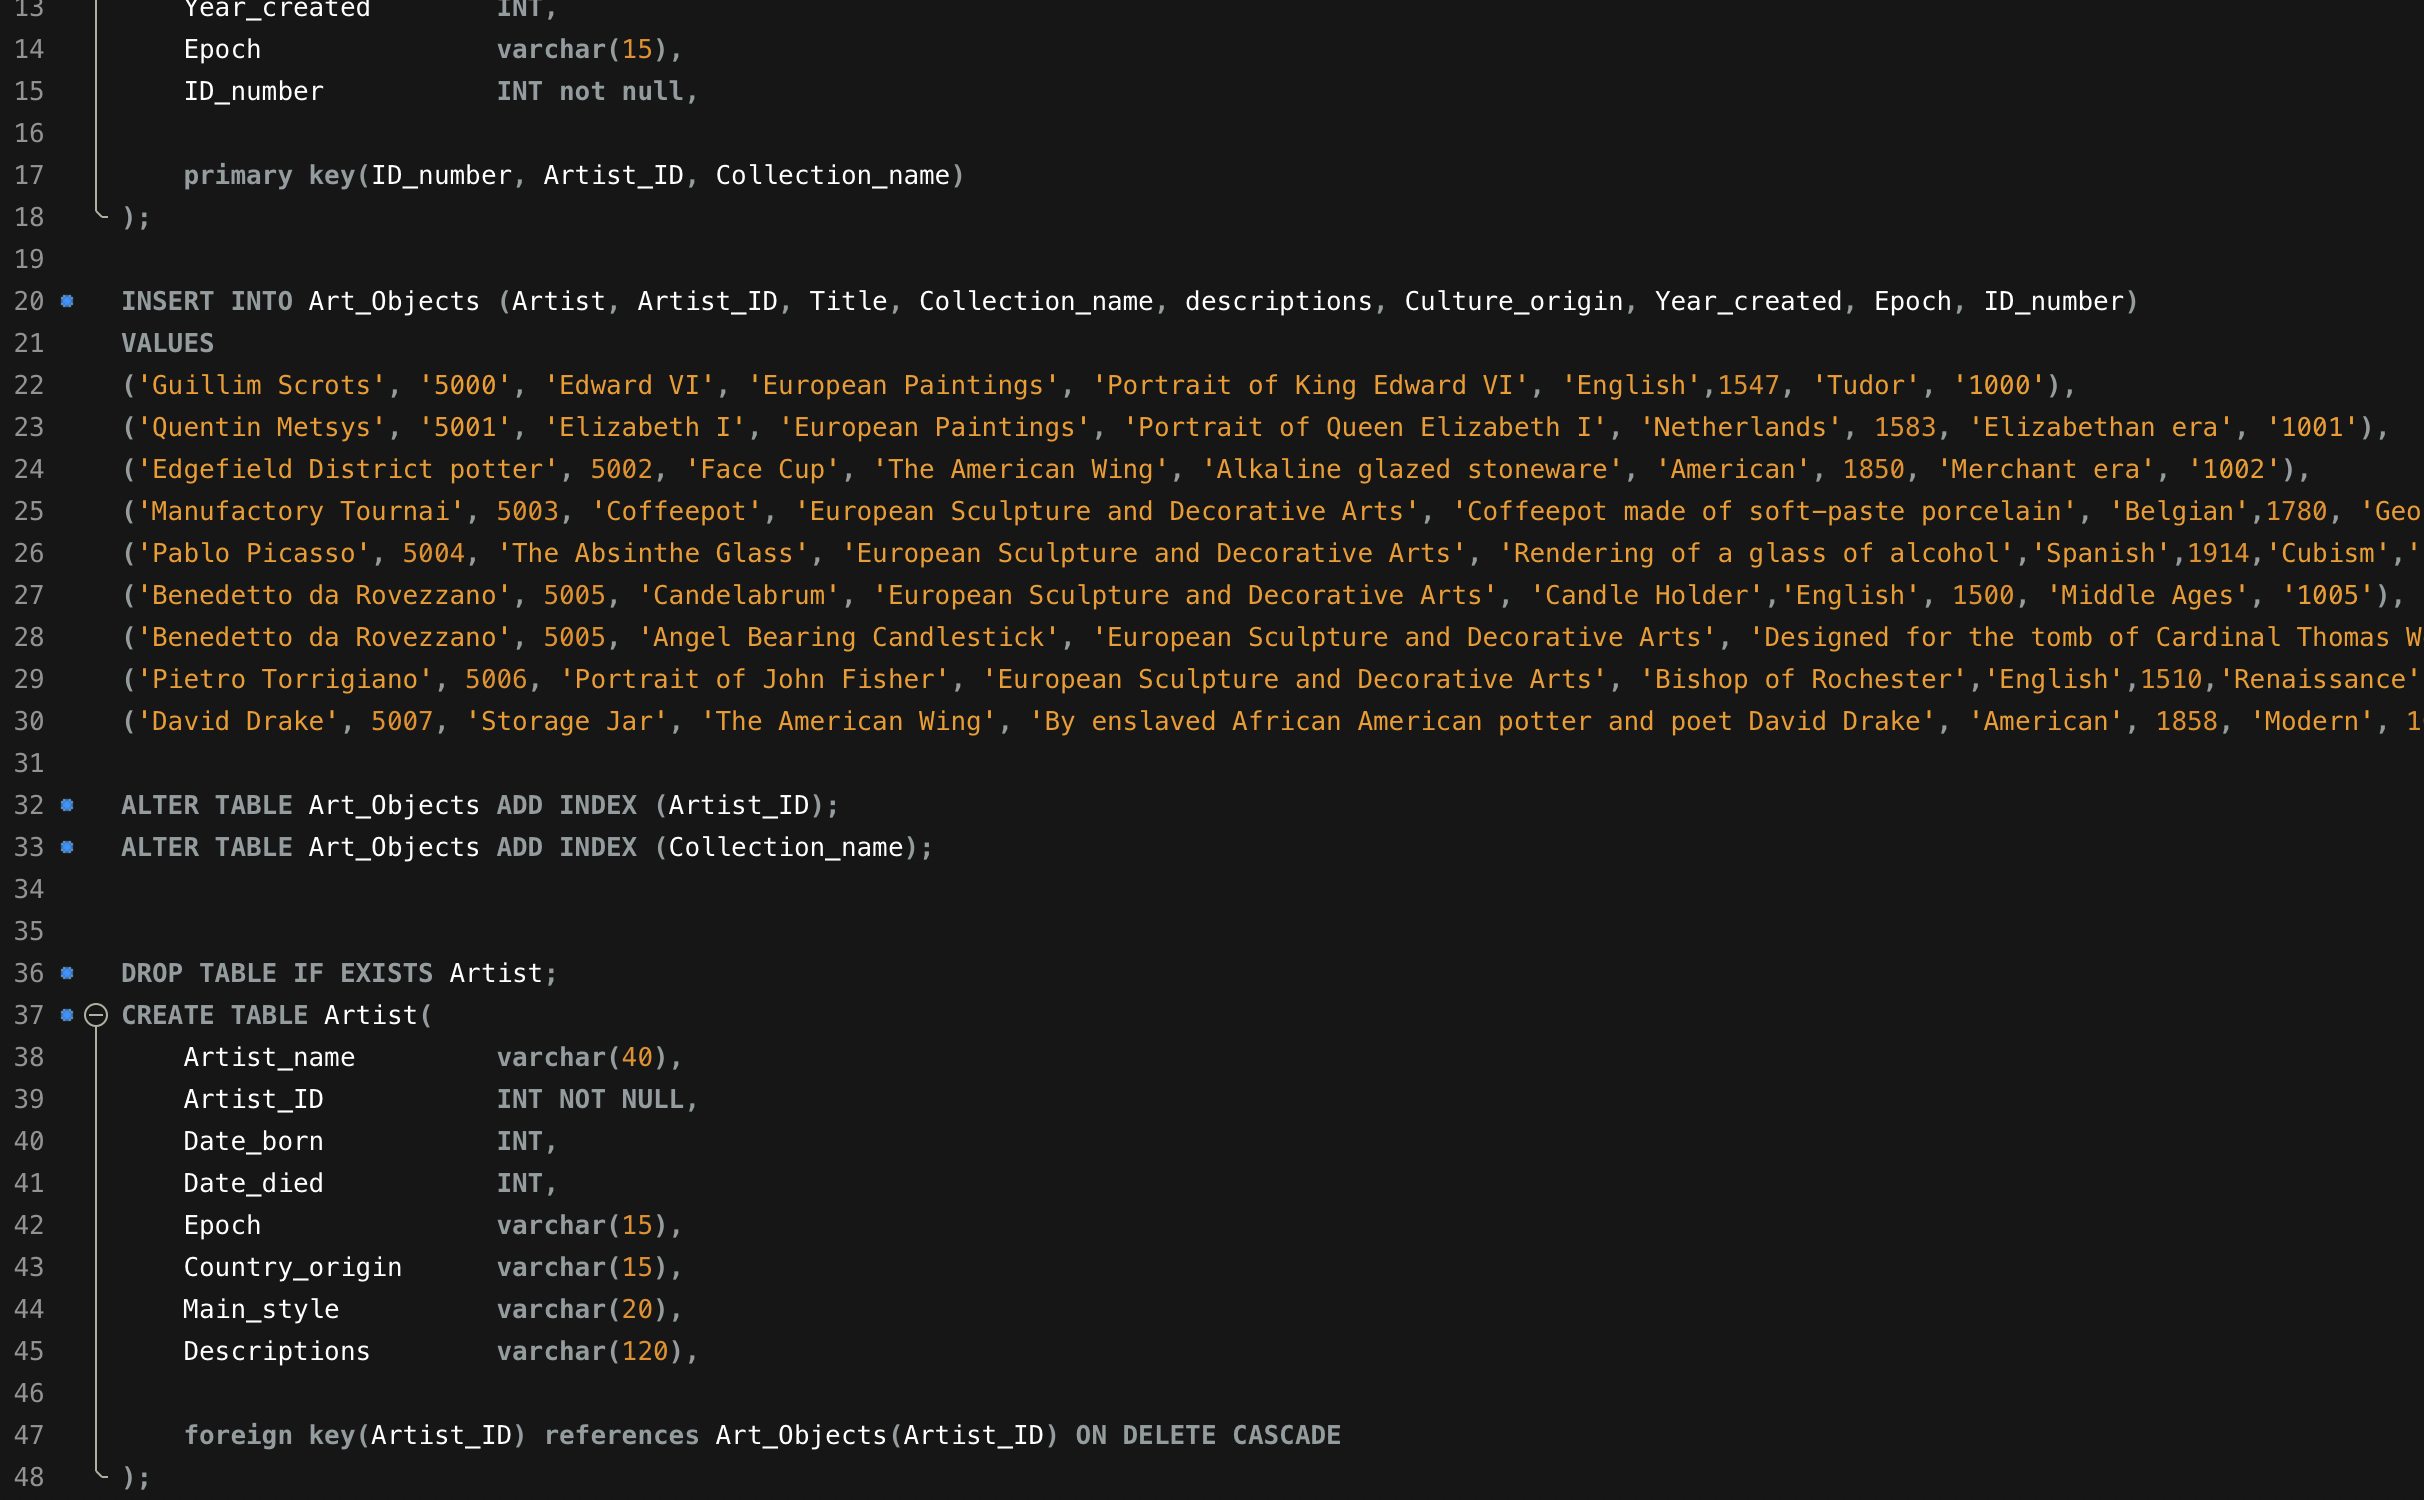 13 Year_created INT,
14 Epoch varchar(15),
15 ID_number INT not null,
16
17 primary key(ID_number, Artist_ID, Collection_name)
18 );
19
20 INSERT INTO Art_Objects (Artist, Artist_ID, Title, Collection_name, descriptions, Culture_origin, Year_created, Epoch, ID_number)
21 VALUES
22 ('Guillim Scrots', '5000', 'Edward VI', 'European Paintings', 'Portrait of King Edward VI', 'English',1547, 'Tudor', '1000'),
23 ('Quentin Metsys', '5001', 'Elizabeth I', 'European Paintings', 'Portrait of Queen Elizabeth I', 'Netherlands', 1583, 'Elizabethan era', '1001'),
24 ('Edgefield District potter', 5002, 'Face Cup', 'The American Wing', 'Alkaline glazed stoneware', 'American', 1850, 'Merchant era', '1002'),
25 ('Manufactory Tournai', 5003, 'Coffeepot', 'European Sculpture and Decorative Arts', 'Coffeepot made of soft-paste porcelain', 'Belgian',1780, 'Geo
26 ('Pablo Picasso', 5004, 'The Absinthe Glass', 'European Sculpture and Decorative Arts', 'Rendering of a glass of alcohol','Spanish',1914,'Cubism','
27 ('Benedetto da Rovezzano', 5005, 'Candelabrum', 'European Sculpture and Decorative Arts', 'Candle Holder','English', 1500, 'Middle Ages', '1005'),
28 ('Benedetto da Rovezzano', 5005, 'Angel Bearing Candlestick', 'European Sculpture and Decorative Arts', 'Designed for the tomb of Cardinal Thomas W
29 ('Pietro Torrigiano', 5006, 'Portrait of John Fisher', 'European Sculpture and Decorative Arts', 'Bishop of Rochester','English',1510,'Renaissance'
30 ('David Drake', 5007, 'Storage Jar', 'The American Wing', 'By enslaved African American potter and poet David Drake', 'American', 1858, 'Modern', 1
31
32 ALTER TABLE Art_Objects ADD INDEX (Artist_ID);
33 ALTER TABLE Art_Objects ADD INDEX (Collection_name);
34
35
36 DROP TABLE IF EXISTS Artist;
37 CREATE TABLE Artist(
38 Artist_name varchar(40),
39 Artist_ID INT NOT NULL,
40 Date_born INT,
41 Date_died INT,
42 Epoch varchar(15),
43 Country_origin varchar(15),
44 Main_style varchar(20),
45 Descriptions varchar(120),
46
47 foreign key(Artist_ID) references Art_Objects(Artist_ID) ON DELETE CASCADE
48 );